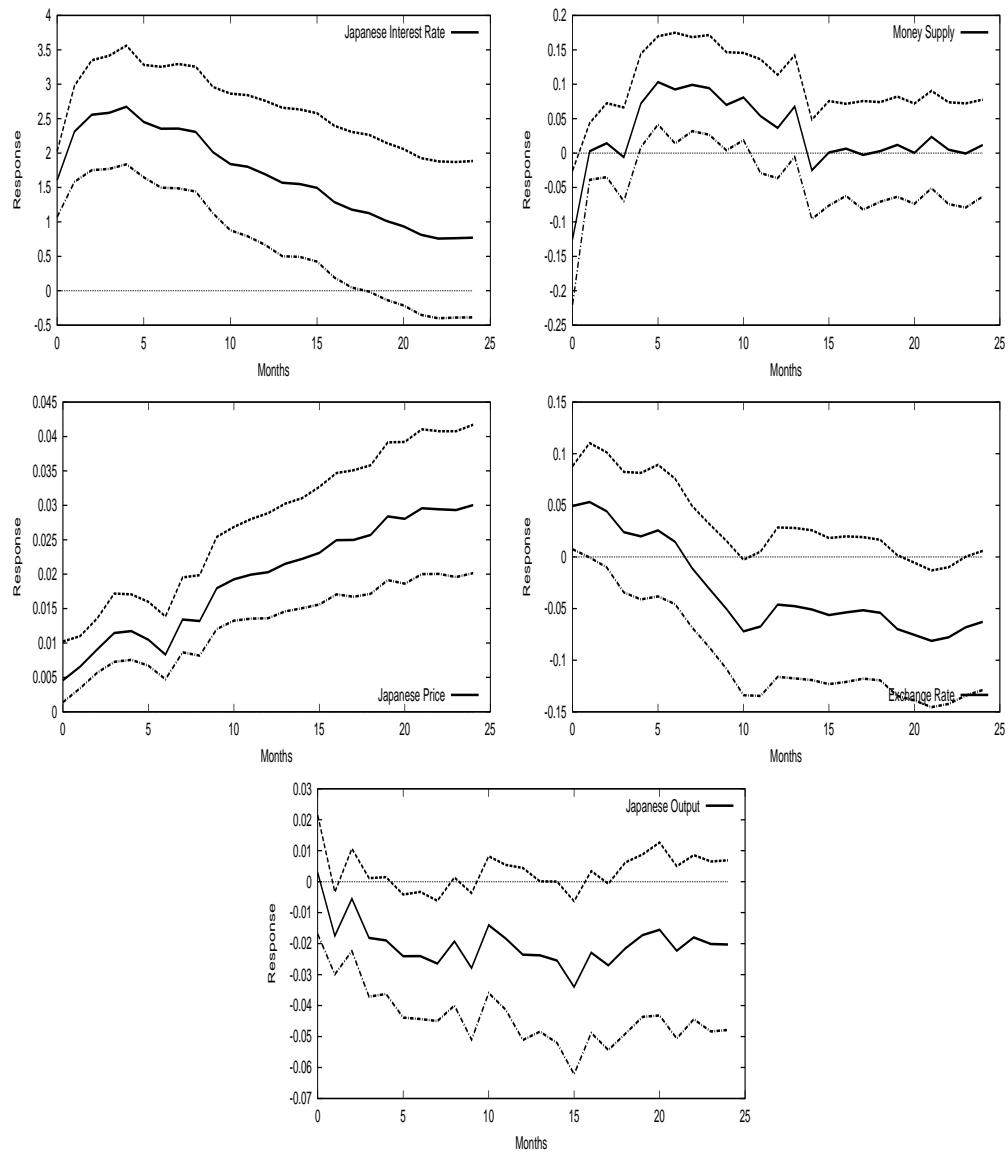 Japanese Interest Rate
4
3.5
3
2.5
2
1.5
1
0.5
0
-0.5
Response
0 5 10 15 20 25
Months
Money Supply
0.2
0.15
0.1
0.05
0
-0.05
-0.1
-0.15
-0.2
-0.25
Response
0 5 10 15 20 25
Months
0.045
0.04
0.035
0.03
0.025
0.02
0.015
0.01
0.005
0
Response
Japanese Price
0 5 10 15 20 25
Months
0.15
0.1
0.05
0
-0.05
-0.1
-0.15
Response
Exchange Rate
0 5 10 15 20 25
Months
Japanese Output
0.03
0.02
0.01
0
-0.01
-0.02
-0.03
-0.04
-0.05
-0.06
-0.07
Response
0 5 10 15 20 25
Months